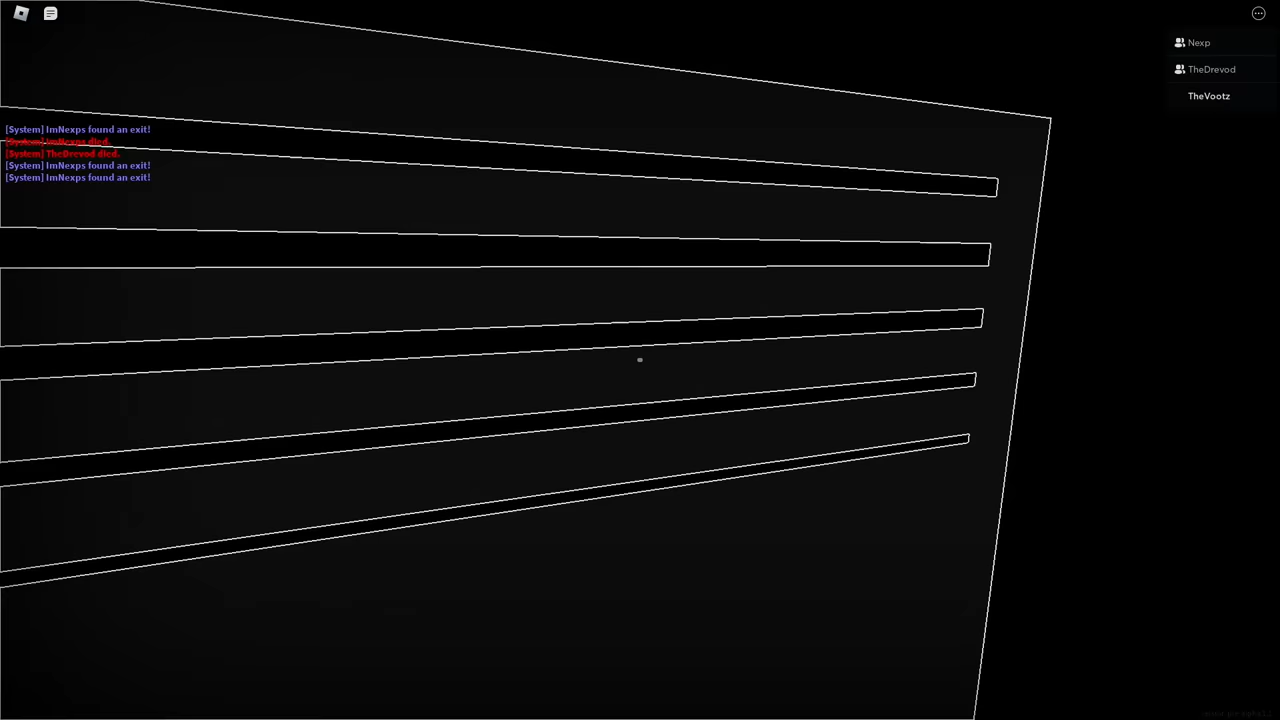 [System] ImNexps found an exit!
[System] ImNexps died.
[System] TheDrevod died.
[System] ImNexps found an exit!
[System] ImNexps found an exit!
Nexp
TheDrevod
TheVootz